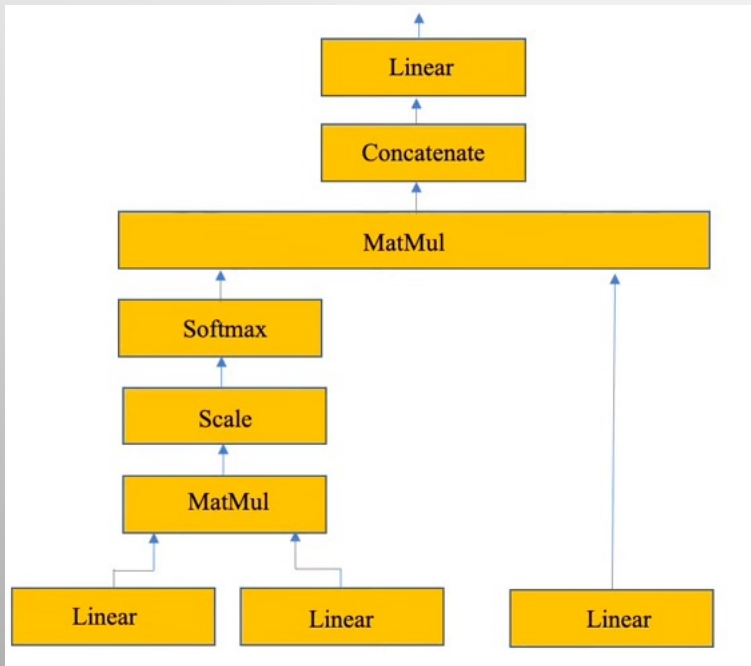 Linear
Concatenate
MatMul
Softmax
Scale
MatMul
Linear
Linear
Linear